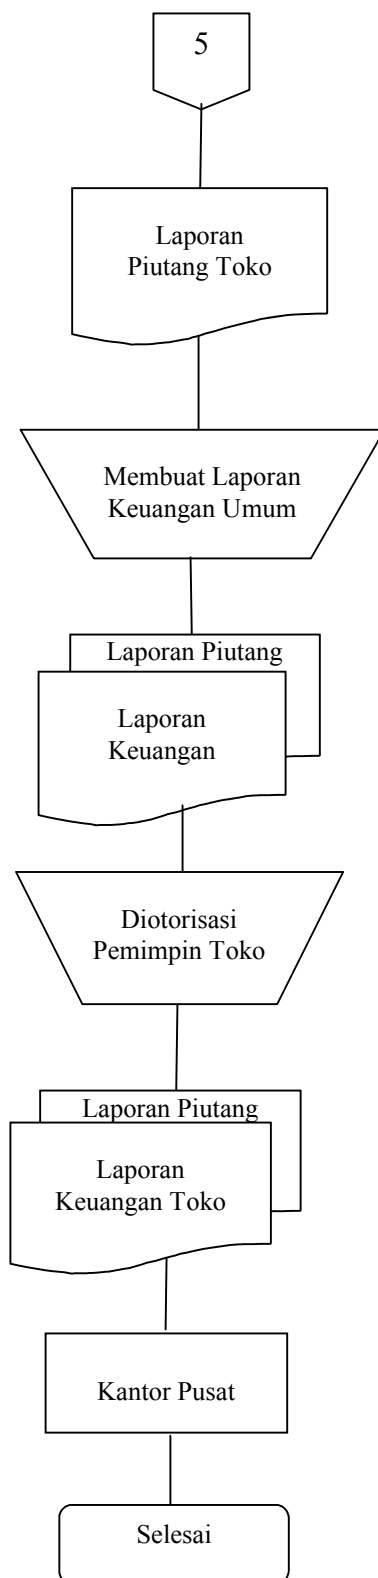 5
Laporan
Piutang Toko
Membuat Laporan
Keuangan Umum
Laporan Piutang
Laporan
Keuangan
Diotorisasi
Pemimpin Toko
Laporan Piutang
Laporan
Keuangan Toko
Kantor Pusat
Selesai